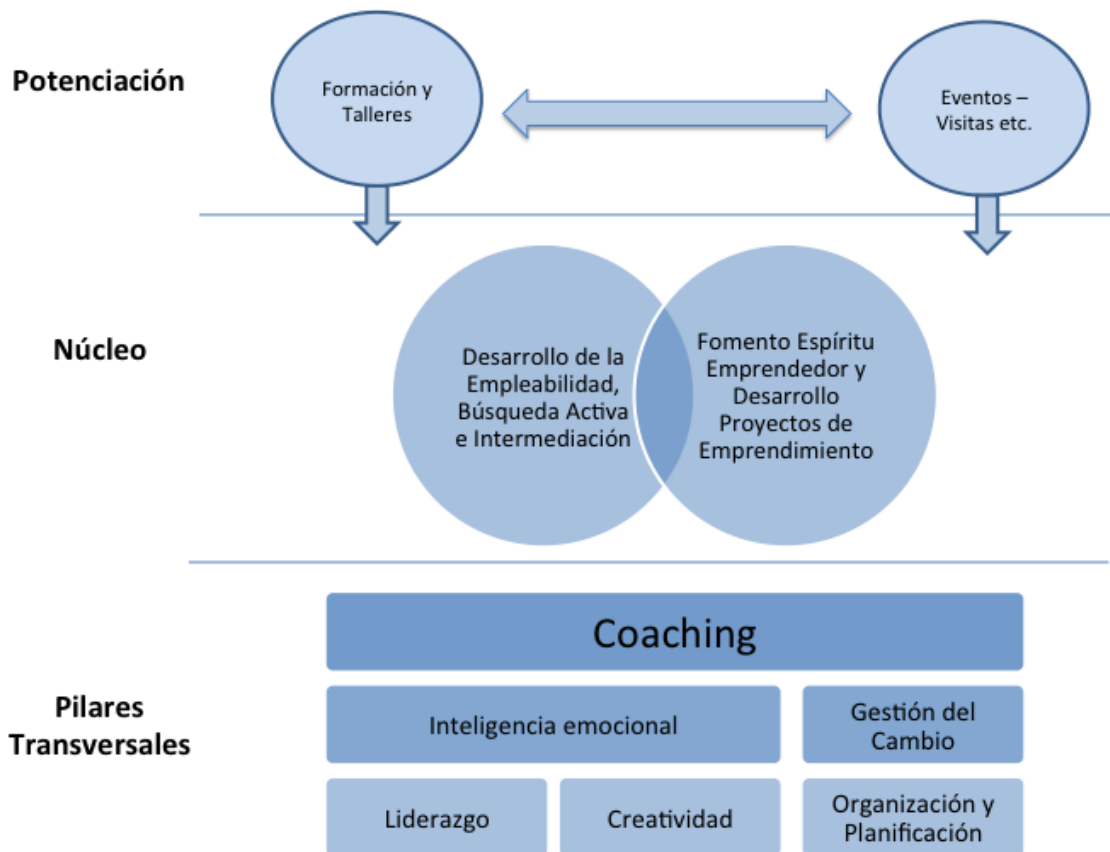 Potenciación
Formación y
Talleres
Eventos –
Visitas etc.
Núcleo
Desarrollo de la
Empleabilidad,
Búsqueda Activa
e Intermediación
Fomento Espíritu
Emprendedor y
Desarrollo
Proyectos de
Emprendimiento
Pilares
Transversales
Coaching
Inteligencia emocional
Gestión del
Cambio
Liderazgo
Creatividad
Organización y
Planificación